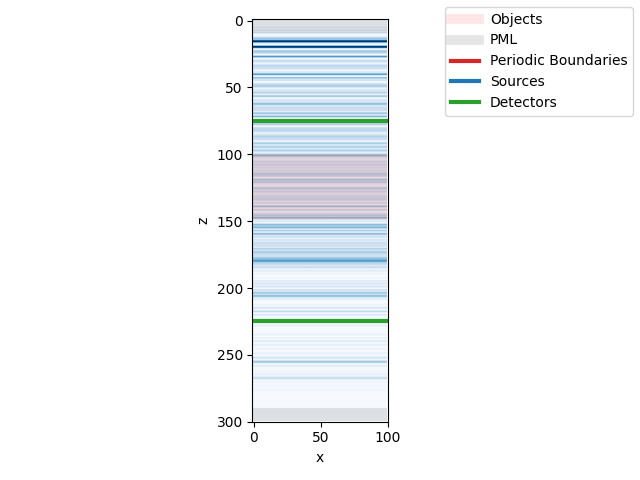 0
50
100
150
200
250
300
z
0
50
100
x
Objects
PML
Periodic Boundaries
Sources
Detectors